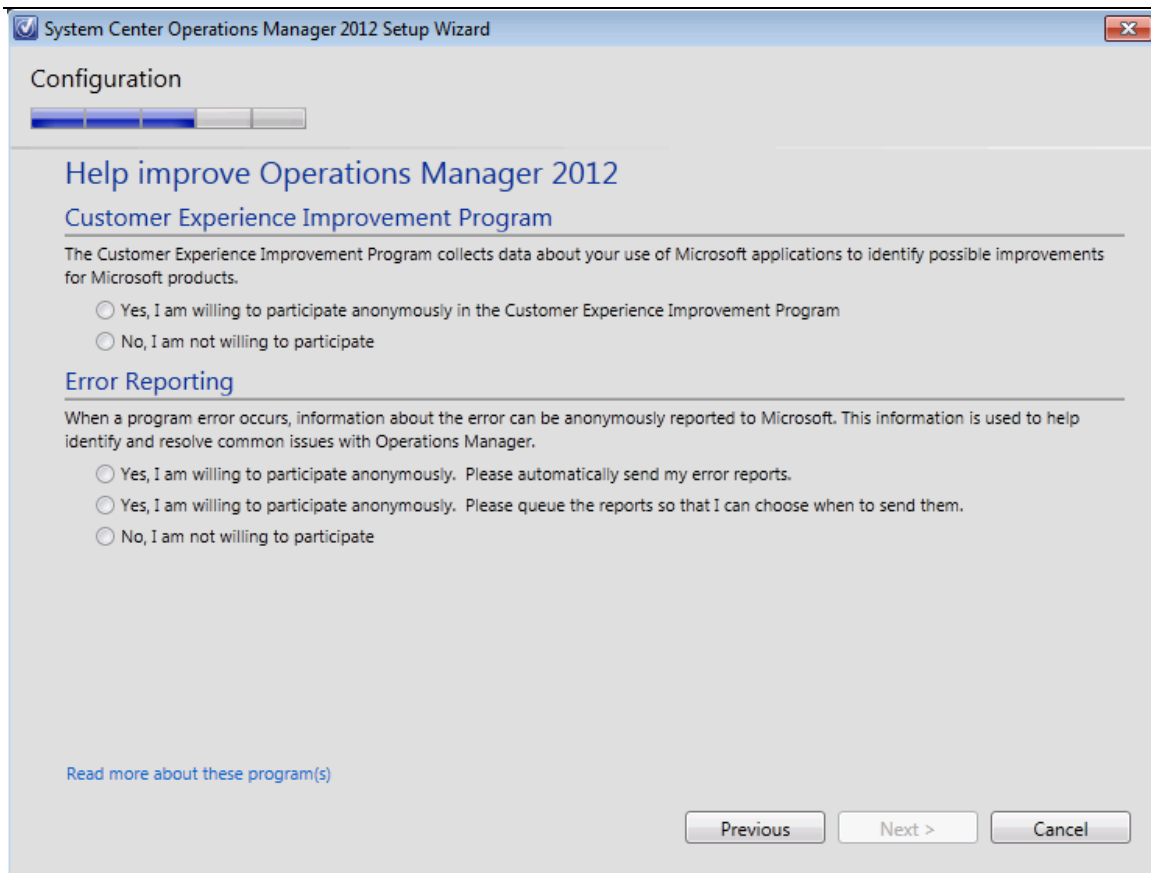 System Center Operations Manager 2012 Setup Wizard
Configuration
Help improve Operations Manager 2012
Customer Experience Improvement Program
The Customer Experience Improvement Program collects data about your use of Microsoft applications to identify possible improvements
for Microsoft products.
Yes, I am willing to participate anonymously in the Customer Experience Improvement Program
No, I am not willing to participate
Error Reporting
When a program error occurs, information about the error can be anonymously reported to Microsoft. This information is used to help
identify and resolve common issues with Operations Manager.
Yes, I am willing to participate anonymously.  Please automatically send my error reports.
Yes, I am willing to participate anonymously.  Please queue the reports so that I can choose when to send them.
No, I am not willing to participate
Read more about these program(s)
Previous Next > Cancel